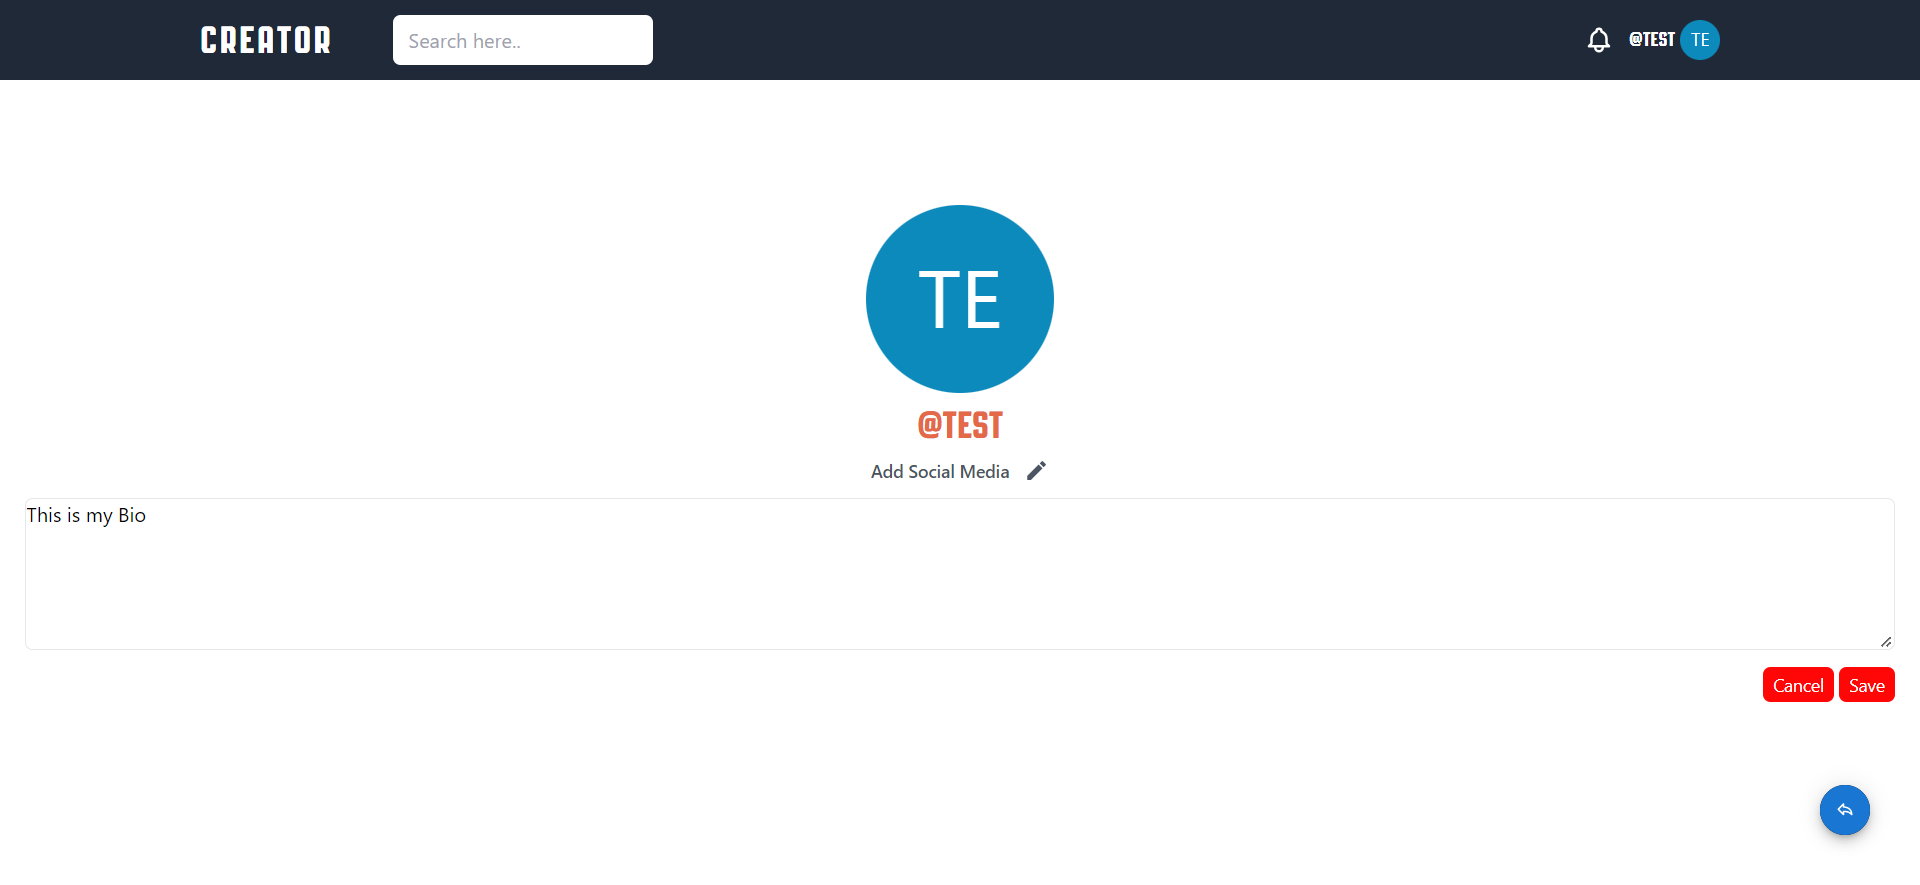 CREATOR
Search here..
@TEST
TE
TE
@TEST
Add Social Media
This is my Bio
Cancel
Save